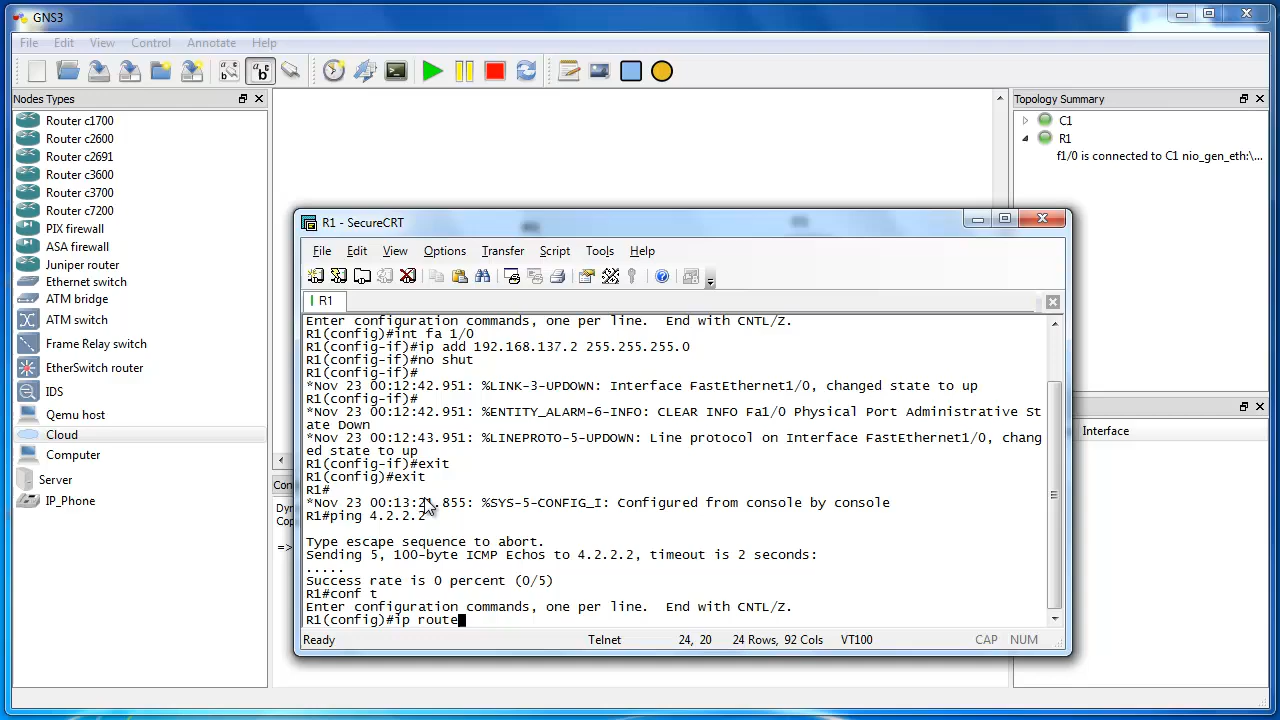 GNS3
File Edit View Control Annotate Help
Nodes Types
Router c1700
Router c2600
Router c2691
Router c3600
Router c3700
Router c7200
PIX firewall
ASA firewall
Juniper router
Ethernet switch
ATM bridge
ATM switch
Frame Relay switch
EtherSwitch router
IDS
Qemu host
Cloud
Computer
Server
IP_Phone
Topology Summary
C1
R1
f1/0 is connected to C1 nio_gen_eth:\...
Interface
=>
R1 - SecureCRT
File Edit View Options Transfer Script Tools Help
R1
Enter configuration commands, one per line.  End with CNTL/Z.
R1(config)#int fa 1/0
R1(config-if)#ip add 192.168.137.2 255.255.255.0
R1(config-if)#no shut
R1(config-if)#
*Nov 23 00:12:42.951: %LINK-3-UPDOWN: Interface FastEthernet1/0, changed state to up
R1(config-if)#
*Nov 23 00:12:42.951: %ENTITY_ALARM-6-INFO: CLEAR INFO Fa1/0 Physical Port Administrative St
ate Down
*Nov 23 00:12:43.951: %LINEPROTO-5-UPDOWN: Line protocol on Interface FastEthernet1/0, chang
ed state to up
R1(config-if)#exit
R1(config)#exit
R1#
*Nov 23 %SYS-5-CONFIG_I: Configured from console by console
R1#ping 4.2.2.2
Type escape sequence to abort.
Sending 5, 100-byte ICMP Echos to 4.2.2.2, timeout is 2 seconds:
.....
Success rate is 0 percent (0/5)
R1#conf t
Enter configuration commands, one per line.  End with CNTL/Z.
R1(config)#ip route
Ready Telnet 24, 20 24 Rows, 92 Cols VT100 CAP NUM